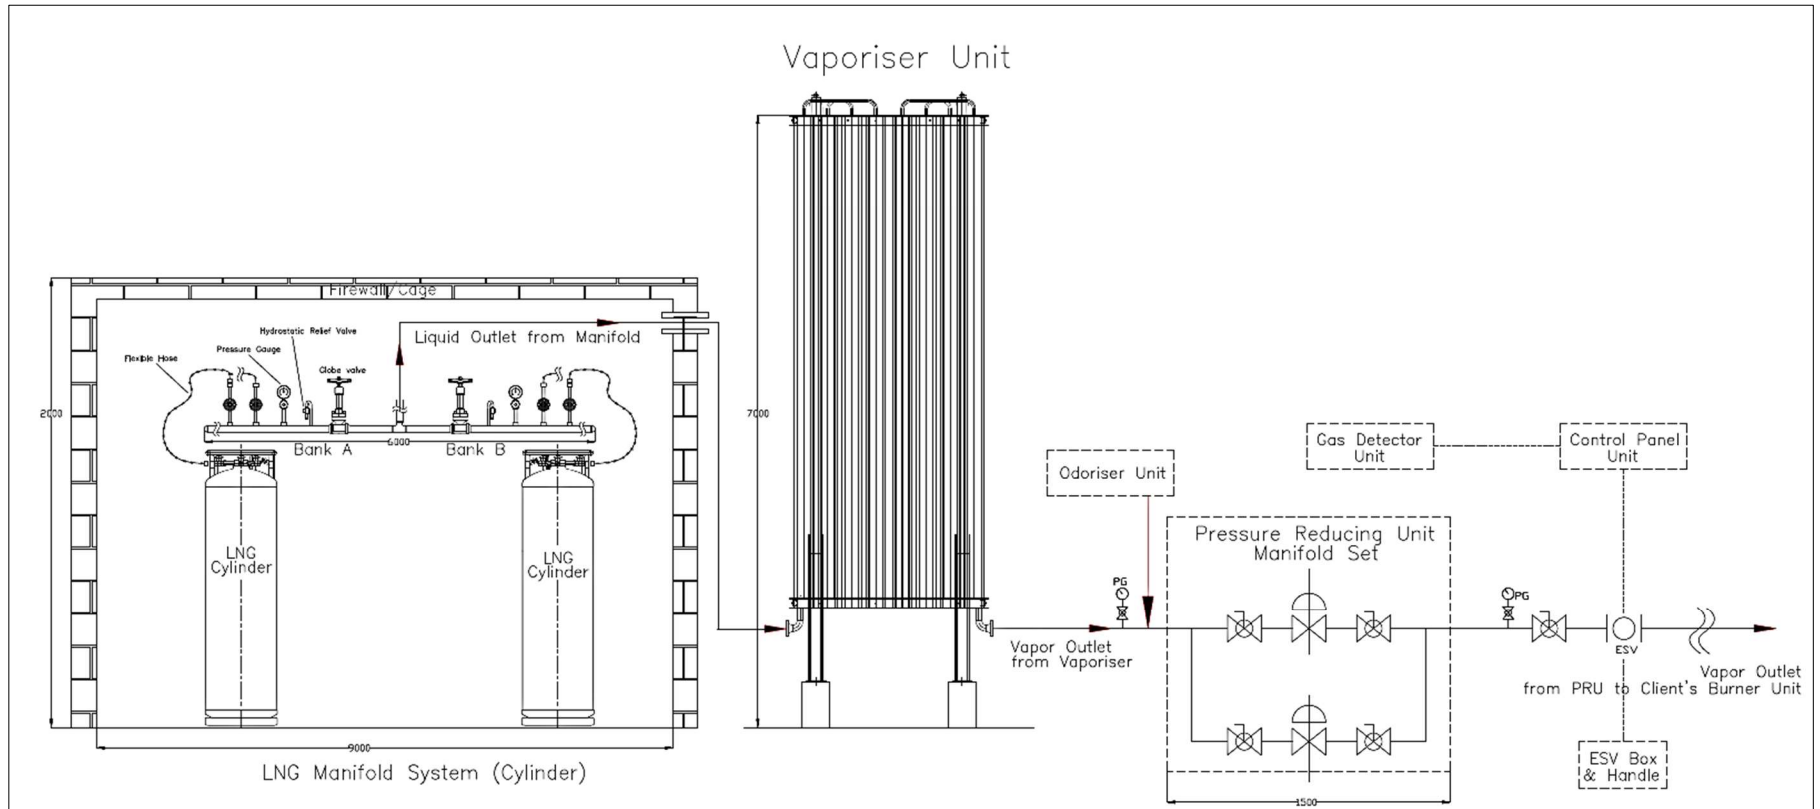 Vaporiser Unit
Firewall/Cage
Hydrostatic Relief Valve
Liquid Outlet from Manifold
Pressure Gauge
Flexible Hose
Globe valve
2000
7000
6000
Bank A
Bank B
Gas Detector
Unit
Control Panel
Unit
Odoriser Unit
LNG
Cylinder
LNG
Cylinder
Pressure Reducing Unit
Manifold Set
PG
PG
Vapor Outlet
from Vaporiser
ESV
Vapor Outlet
from PRU to Client's Burner Unit
9000
LNG Manifold System (Cylinder)
ESV Box
& Handle
1500